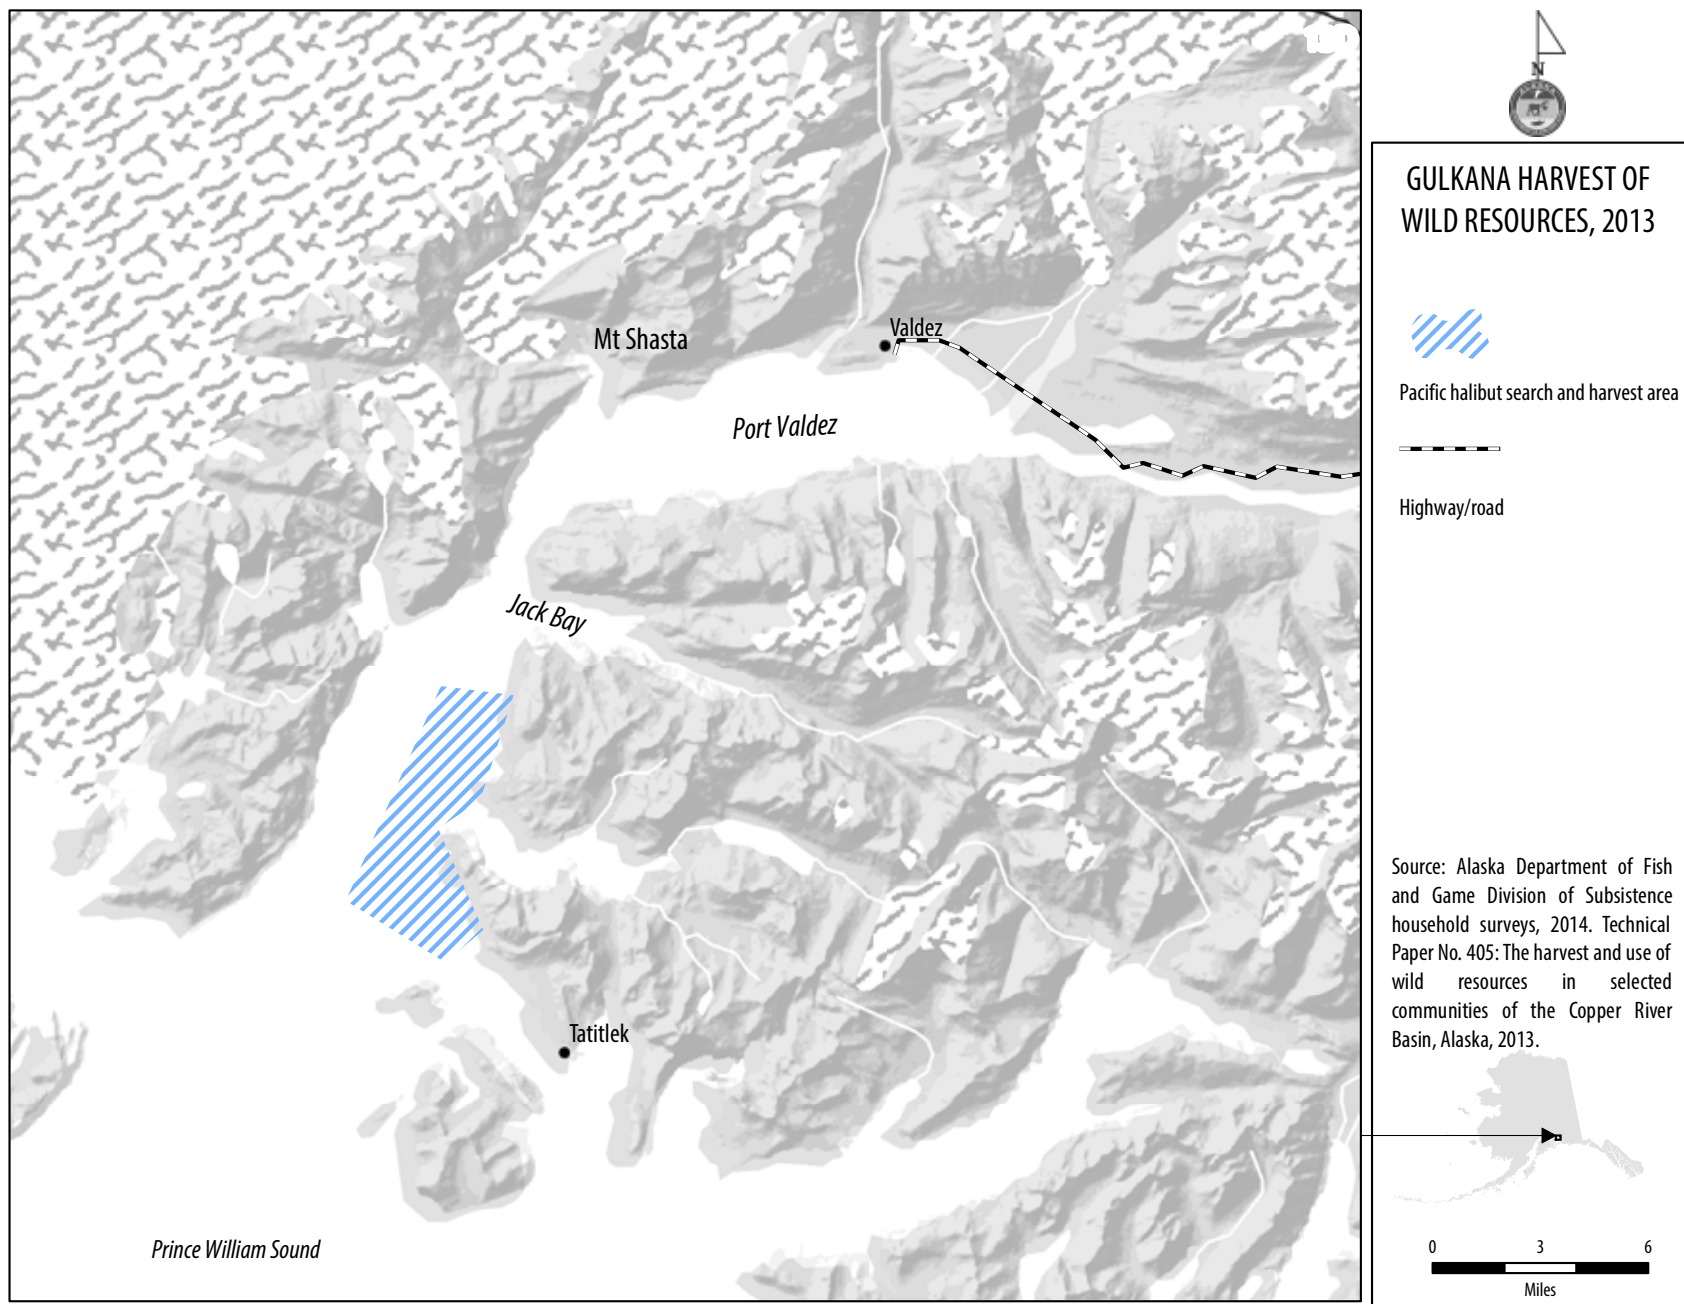 N
ALASKA
GULKANA HARVEST OF
WILD RESOURCES, 2013
Mt Shasta
Valdez
Port Valdez
Pacific halibut search and harvest area
Highway/road
Jack Bay
Source: Alaska Department of Fish
and Game Division of Subsistence
household surveys, 2014. Technical
Paper No. 405: The harvest and use of
wild resources in selected
communities of the Copper River
Basin, Alaska, 2013.
Tatitlek
Prince William Sound
0 3 6
Miles